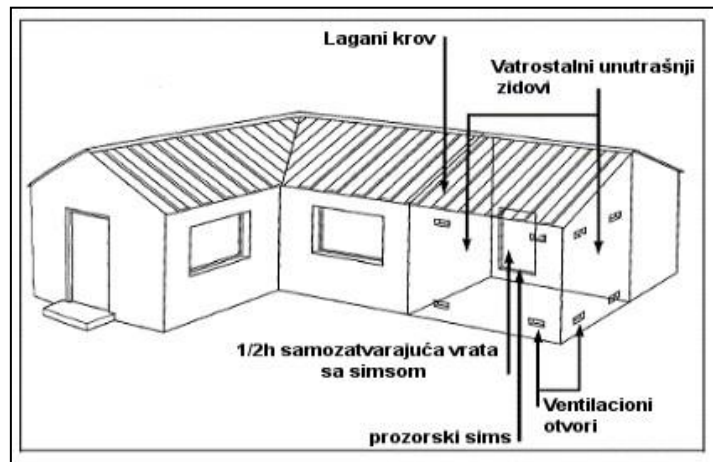 Lagani krov
Vatrostalni unutrašnji
zidovi
1/2h samozatvarajuća vrata
sa simsom
Ventilacioni
otvori
prozorski sims